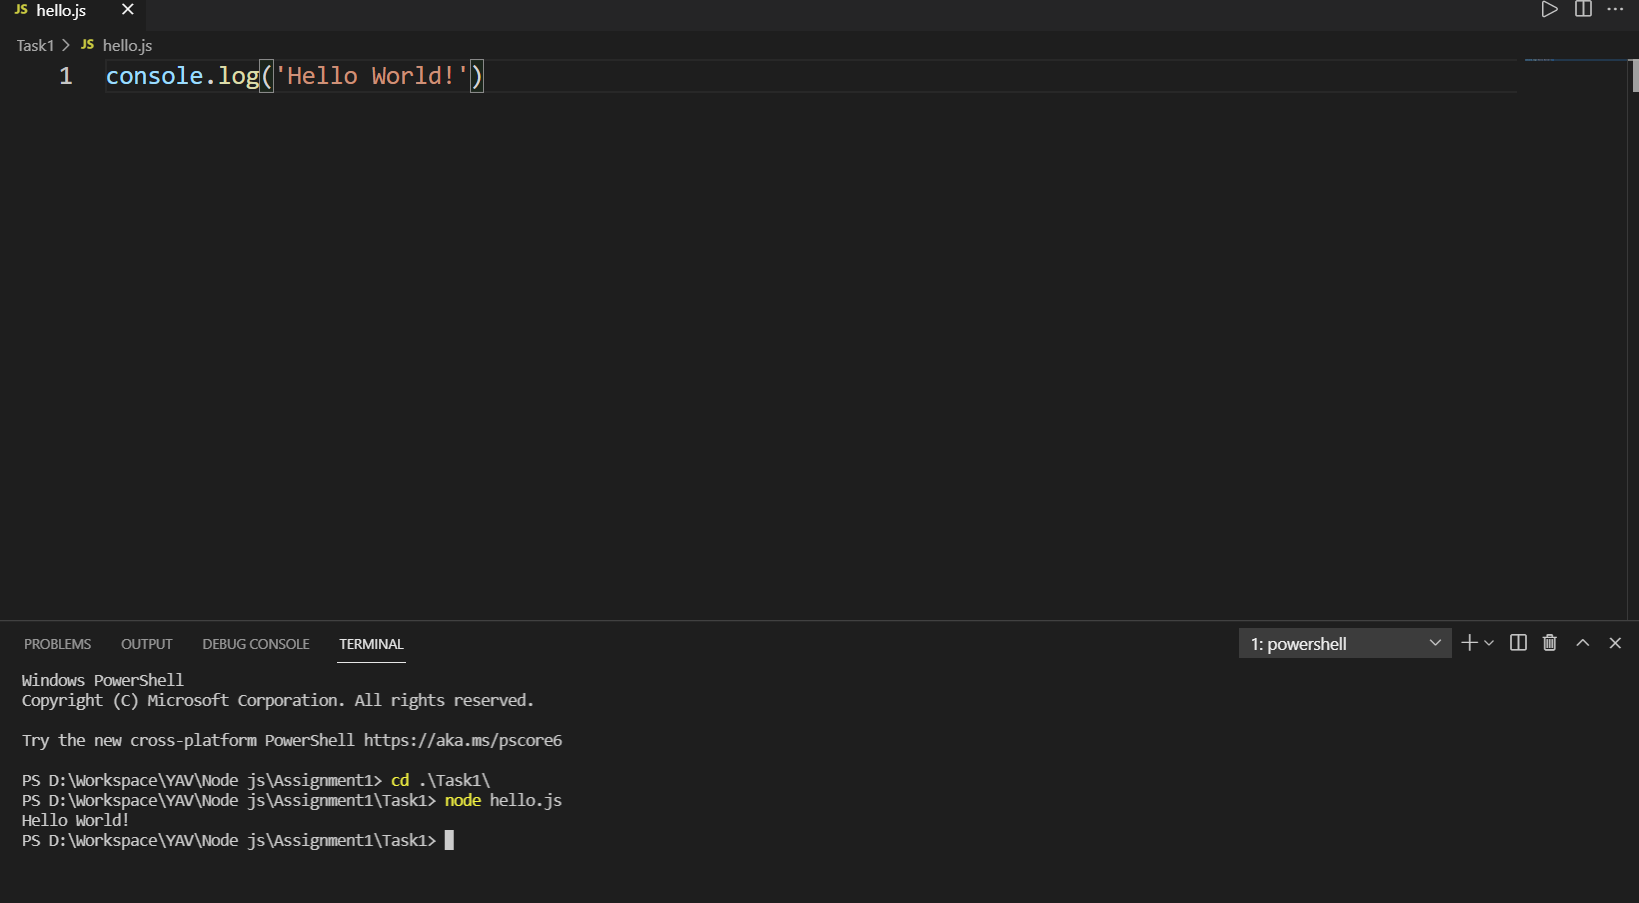 JS hello.js
Task1 > JS hello.js
1 console.log('Hello World!')
PROBLEMS OUTPUT DEBUG CONSOLE TERMINAL 1: powershell
Windows PowerShell
Copyright (C) Microsoft Corporation. All rights reserved.
Try the new cross-platform PowerShell https://aka.ms/pscore6
PS D:\Workspace\YAV\Node js\Assignment1> cd .\Task1\
PS D:\Workspace\YAV\Node js\Assignment1\Task1> node hello.js
Hello World!
PS D:\Workspace\YAV\Node js\Assignment1\Task1>